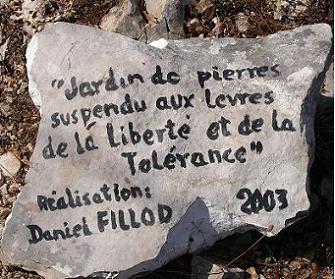 "Jardin de pierres
suspendu aux levres
de la liberté et de la
Tolérance"
Réalisation:
Daniel FILLOD
2003